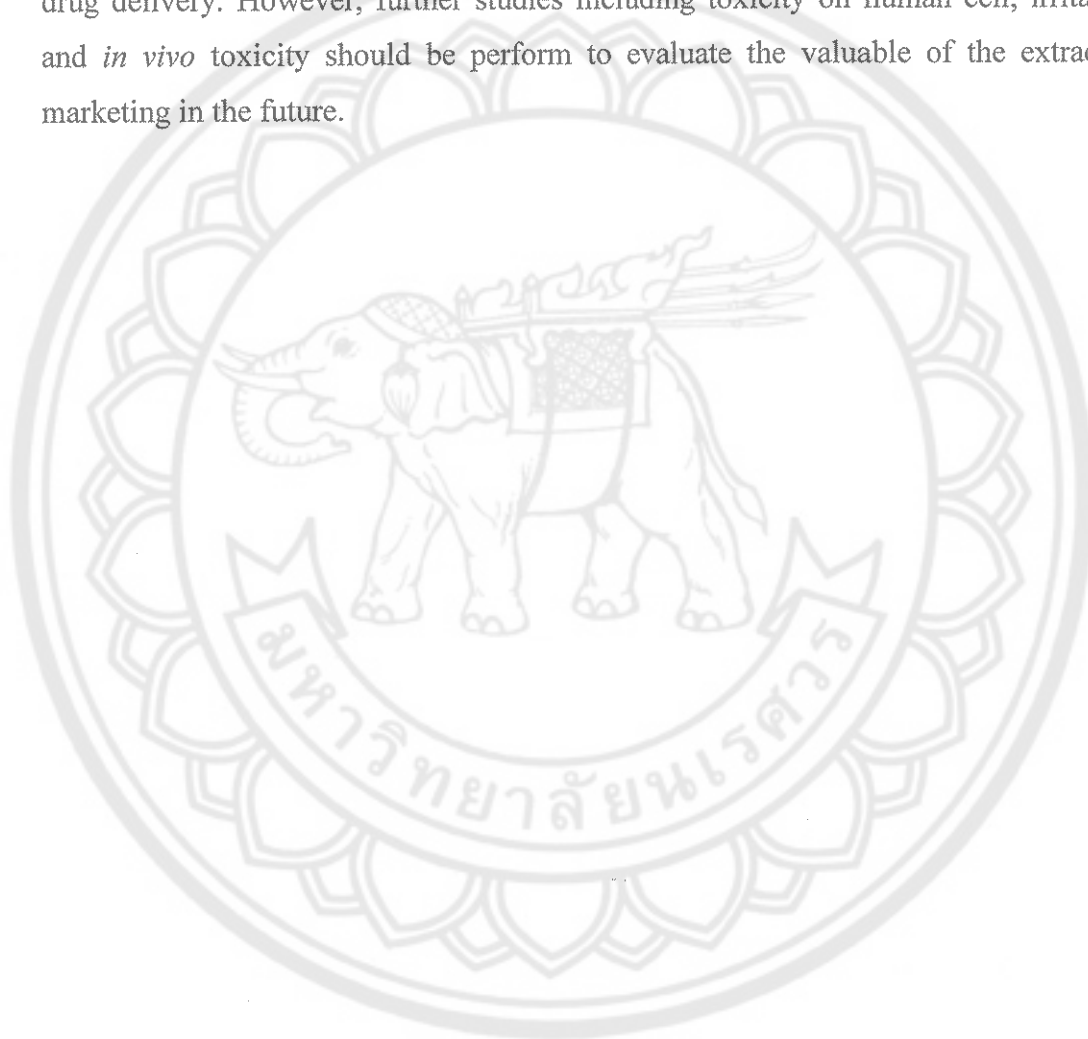 drug delivery. However, further studies including toxicity on human cell,
and in vivo toxicity should be perform to evaluate the valuable of the
marketing in the future.
มหาวิทยาลัยนเรศวร